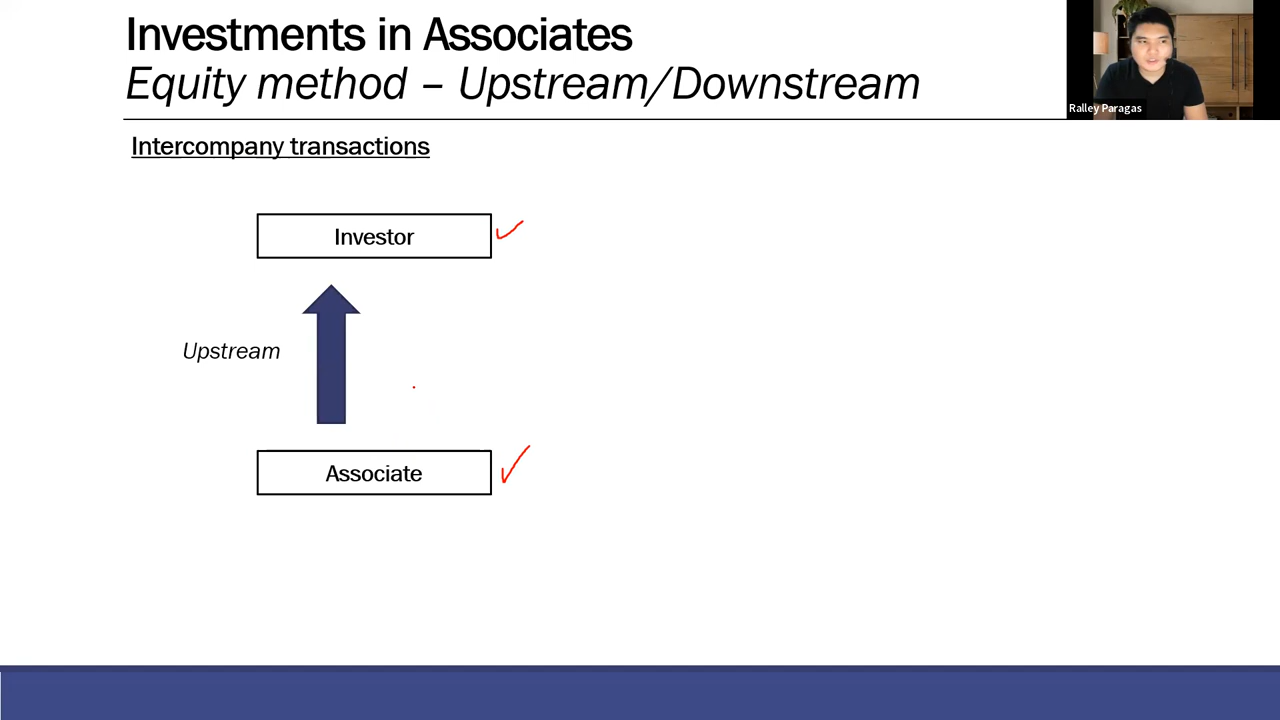 Investments in Associates
Equity method – Upstream/Downstream
Ralley Paragas
Intercompany transactions
Investor
Upstream
Associate